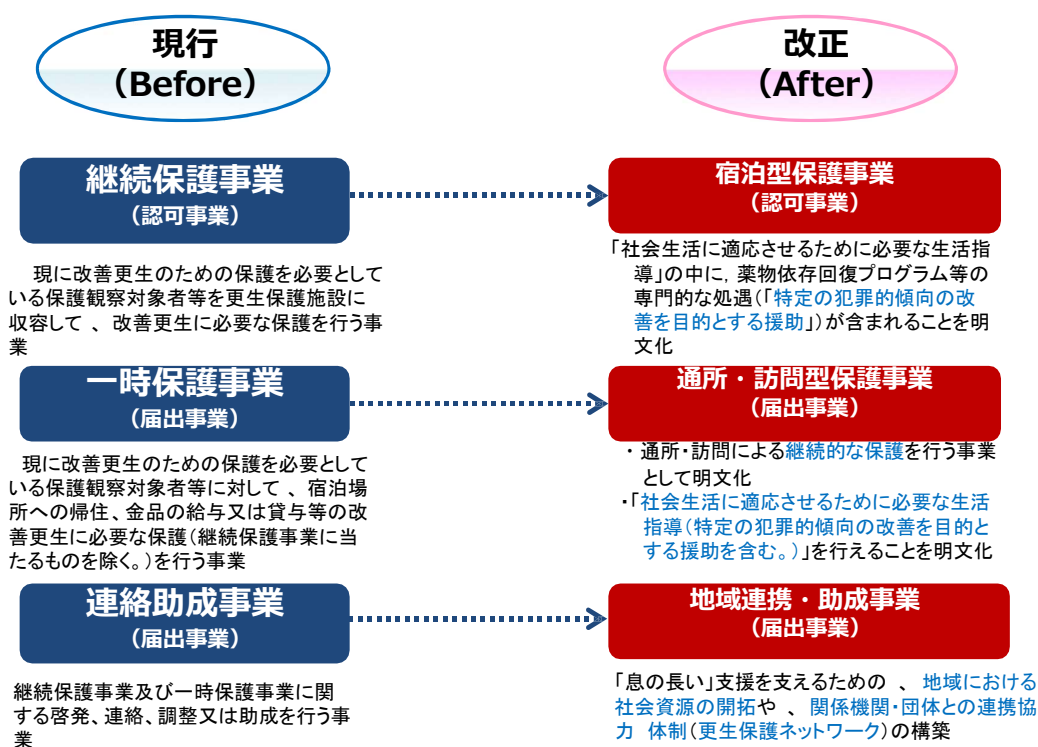 現行
（Before）
改正
（After）
継続保護事業
（認可事業）
宿泊型保護事業
（認可事業）
現に改善更生のための保護を必要として
いる保護観察対象者等を更生保護施設に
収容して 、 改善更生に必要な保護を行う事
業
「社会生活に適応させるために必要な生活指
導」の中に，薬物依存回復プログラム等の
専門的な処遇（「特定の犯罪的傾向の改
善を目的とする援助」）が含まれることを明
文化
一時保護事業
（届出事業）
通所・訪問型保護事業
（届出事業）
現に改善更生のための保護を必要として
いる保護観察対象者等に対して 、 宿泊場
所への帰住、金品の給与又は貸与等の改
善更生に必要な保護（継続保護事業に当
たるものを除く。）を行う事業
・ 通所・訪問による継続的な保護を行う事業
として明文化
・「社会生活に適応させるために必要な生活
指導（特定の犯罪的傾向の改善を目的と
する援助を含む。）」を行えることを明文化
連絡助成事業
（届出事業）
地域連携・助成事業
（届出事業）
継続保護事業及び一時保護事業に関
する啓発、連絡、調整又は助成を行う事
業
「息の長い」支援を支えるための 、 地域における
社会資源の開拓や 、 関係機関・団体との連携協
力 体制（更生保護ネットワーク）の構築